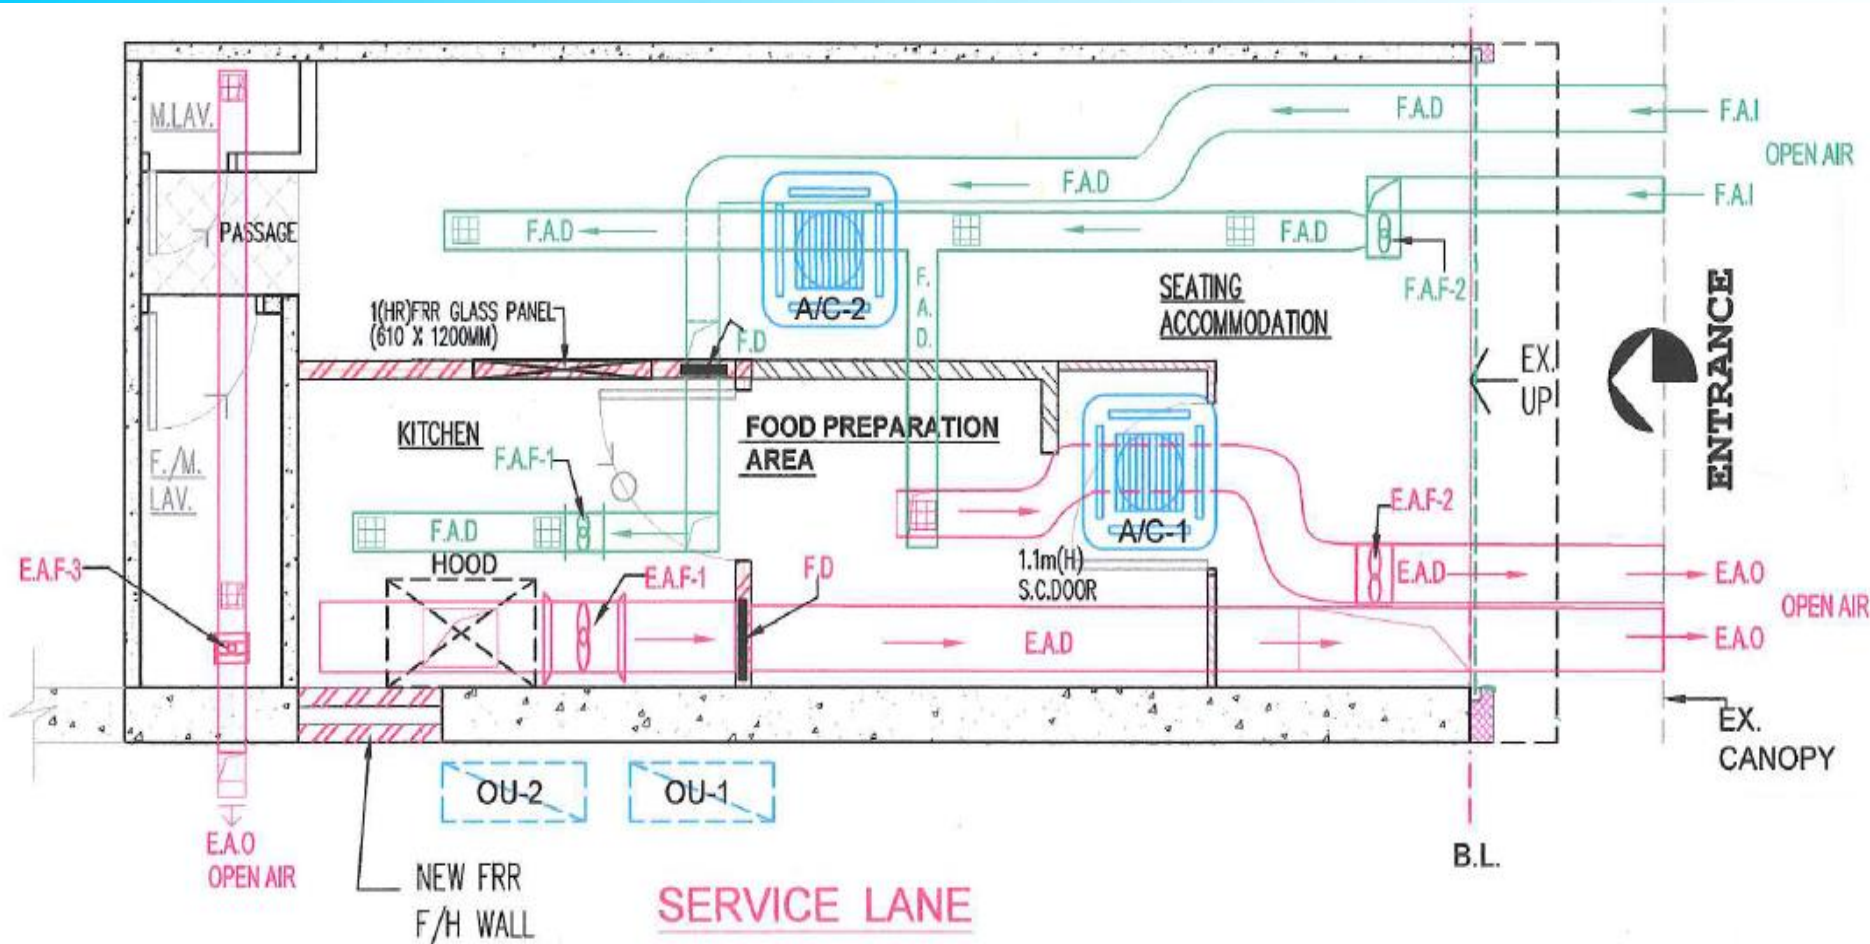 M.LAV.
F.A.D
F.A.I
OPEN AIR
F.A.D
F.A.I
PASSAGE
F.A.D
F.A.D
F.A.F-2
SEATING
ACCOMMODATION
F.
A.
D.
A/C-2
1(HR)FRR GLASS PANEL
(610 X 1200MM)
F.D
EX.
UP
ENTRANCE
KITCHEN
FOOD PREPARATION
AREA
F./M.
LAV.
F.A.F-1
F.A.D
HOOD
A/C-1
E.A.F-2
1.1m(H)
S.C.DOOR
E.A.F-3
E.A.F-1
F.D
E.A.D
E.A.O
OPEN AIR
E.A.D
E.A.O
EX.
CANOPY
OU-2
OU-1
E.A.O
OPEN AIR
B.L.
NEW FRR
F/H WALL
SERVICE LANE